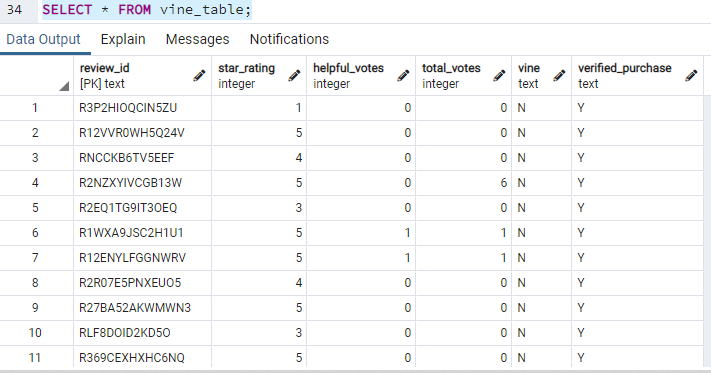 34 SELECT * FROM vine_table;
Data Output Explain Messages Notifications
review_id star_rating helpful_votes total_votes vine verified_purchase
[PK] text integer integer integer text text
1 R3P2HIOQCIN5ZU 1 0 0 N Y
2 R12VVR0WH5Q24V 5 0 0 N Y
3 RNCCKB6TV5EEF 4 0 0 N Y
4 R2NZXYIVCGB13W 5 0 6 N Y
5 R2EQ1TG9IT3OEQ 3 0 0 N Y
6 R1WXA9JSC2H1U1 5 1 1 N Y
7 R12ENYLFGGNWRV 5 1 1 N Y
8 R2R07E5PNXEUO5 4 0 0 N Y
9 R27BA52AKWMWN3 5 0 0 N Y
10 RLF8DOID2KD5O 3 0 0 N Y
11 R369CEXHXHC6NQ 5 0 0 N Y